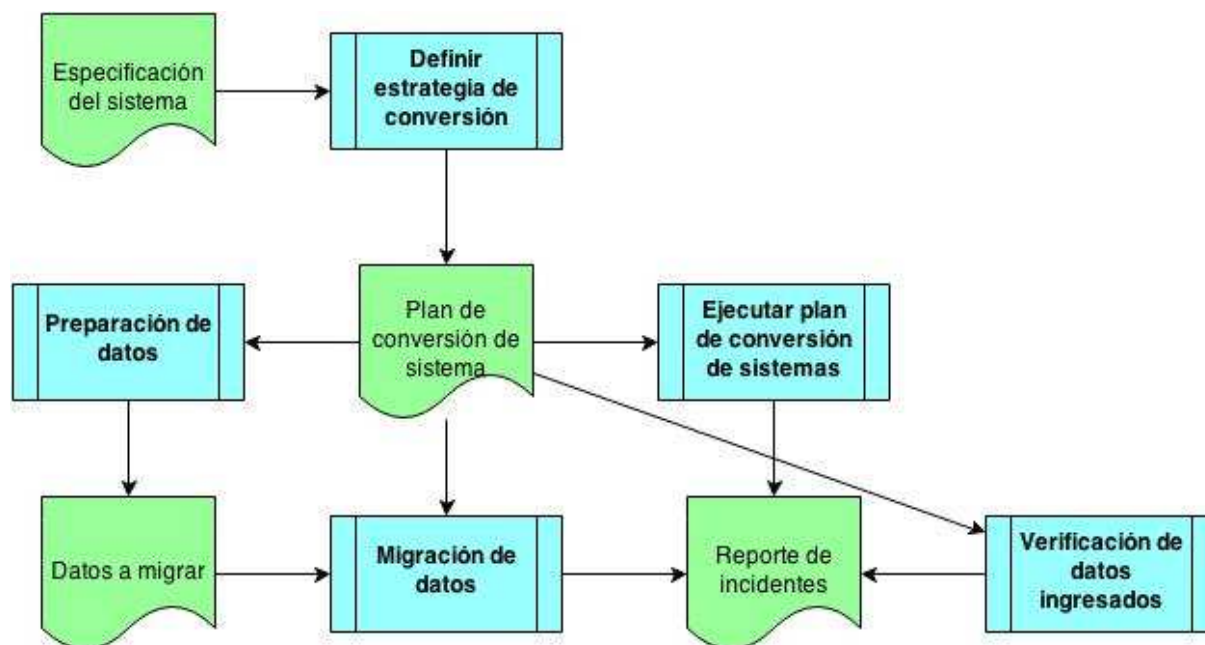 Especificación
del sistema
Definir
estrategia de
conversión
Preparación de
datos
Plan de
conversión de
sistema
Ejecutar plan
de conversión
de sistemas
Datos a migrar
Migración de
datos
Reporte de
incidentes
Verificación de
datos
ingresados